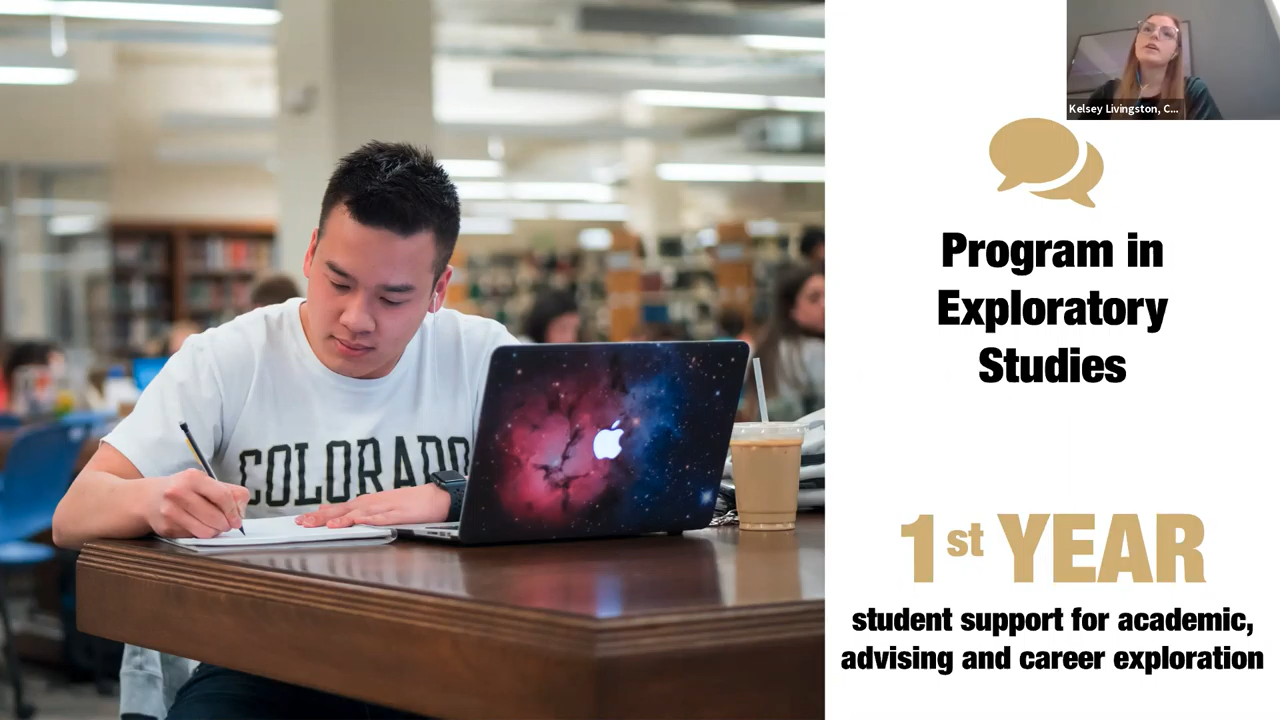 Kelsey Livingston, C...
Program in
Exploratory
Studies
COLORADO
1st YEAR
student support for academic,
advising and career exploration